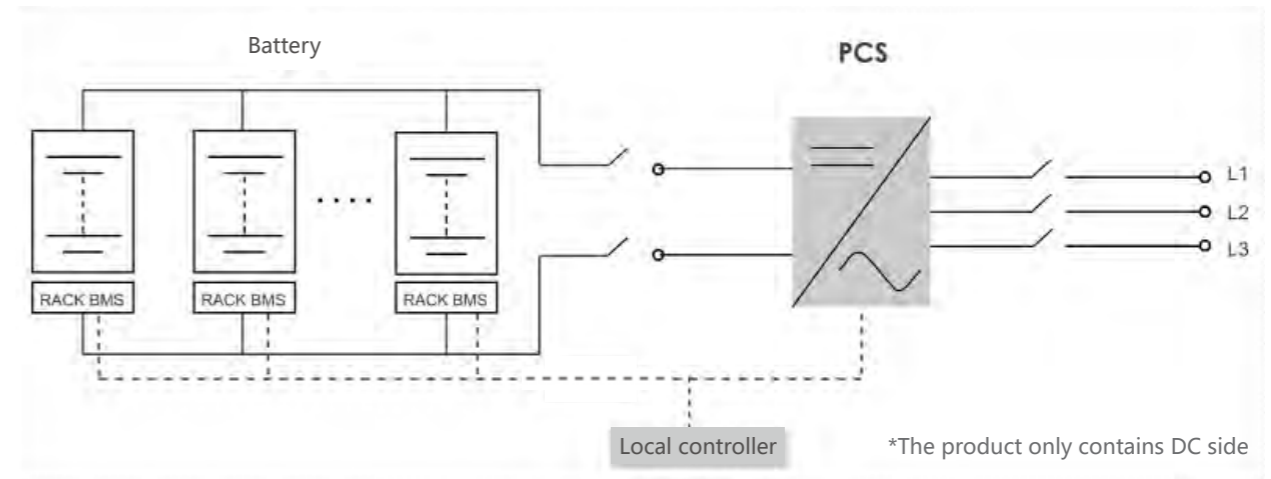 Battery
PCS
L1
L2
L3
RACK BMS
RACK BMS
RACK BMS
Local controller
*The product only contains DC side